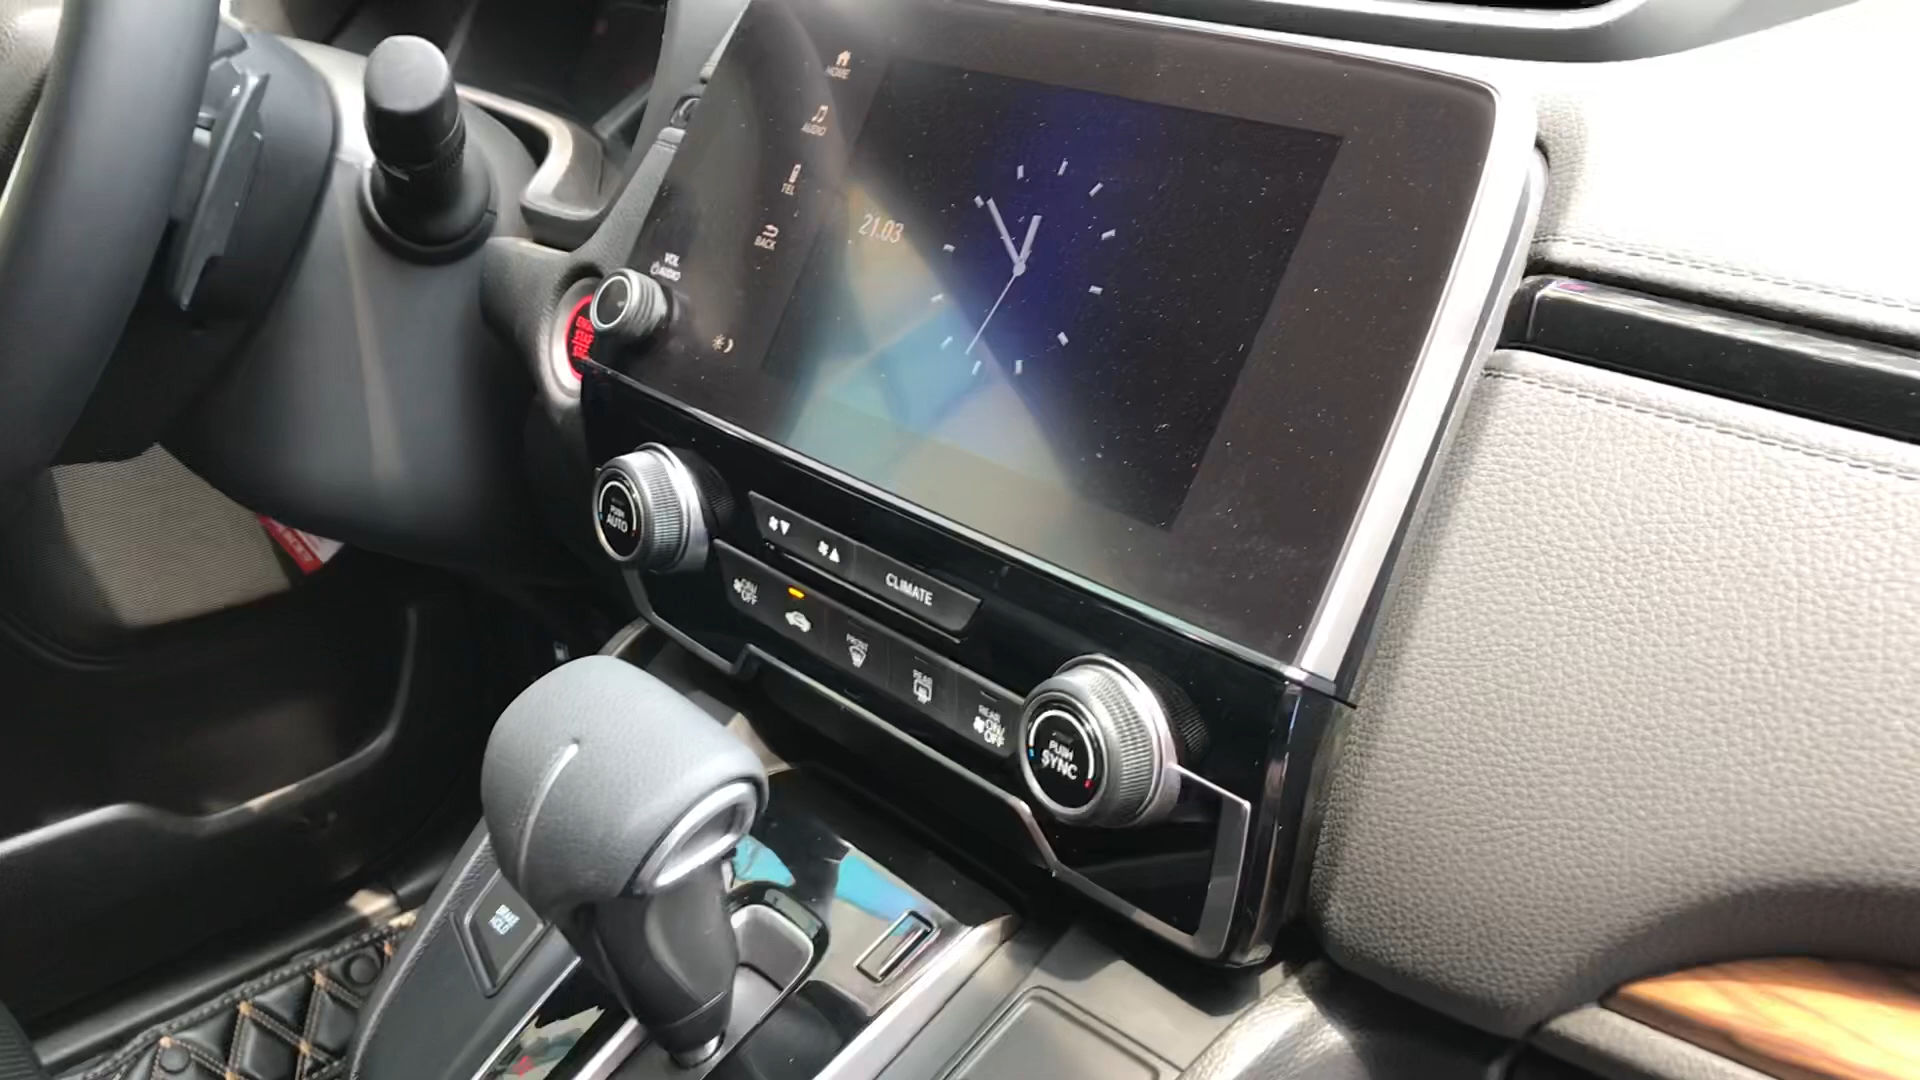 HOME
AUDIO
TEL
BACK
21.03
VOL
AUDIO
PUSH
AUTO
CLIMATE
ON/
OFF
FRONT
REAR
REAR
ON/
OFF
PUSH
SYNC
BRAKE
HOLD